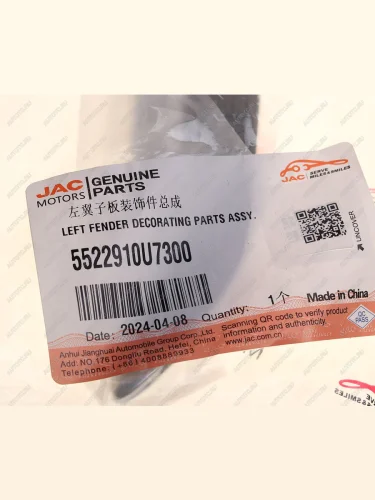 JAC MOTORS GENUINE PARTS
JAC SERVE MILES&SMILES
左翼子板装饰件总成
LEFT FENDER DECORATING PARTS ASSY.
UNCOVER
5522910U7300
Date: 2024-04-08 Quantity: 1个 Made in China
Anhui Jianghuai Automobile Group Corp., Ltd.
Add: NO.176 Dongliu Road, Hefei, China
Scanning QR code to verify product
information and authenticity.
www.jac.com.cn
QC
PASS